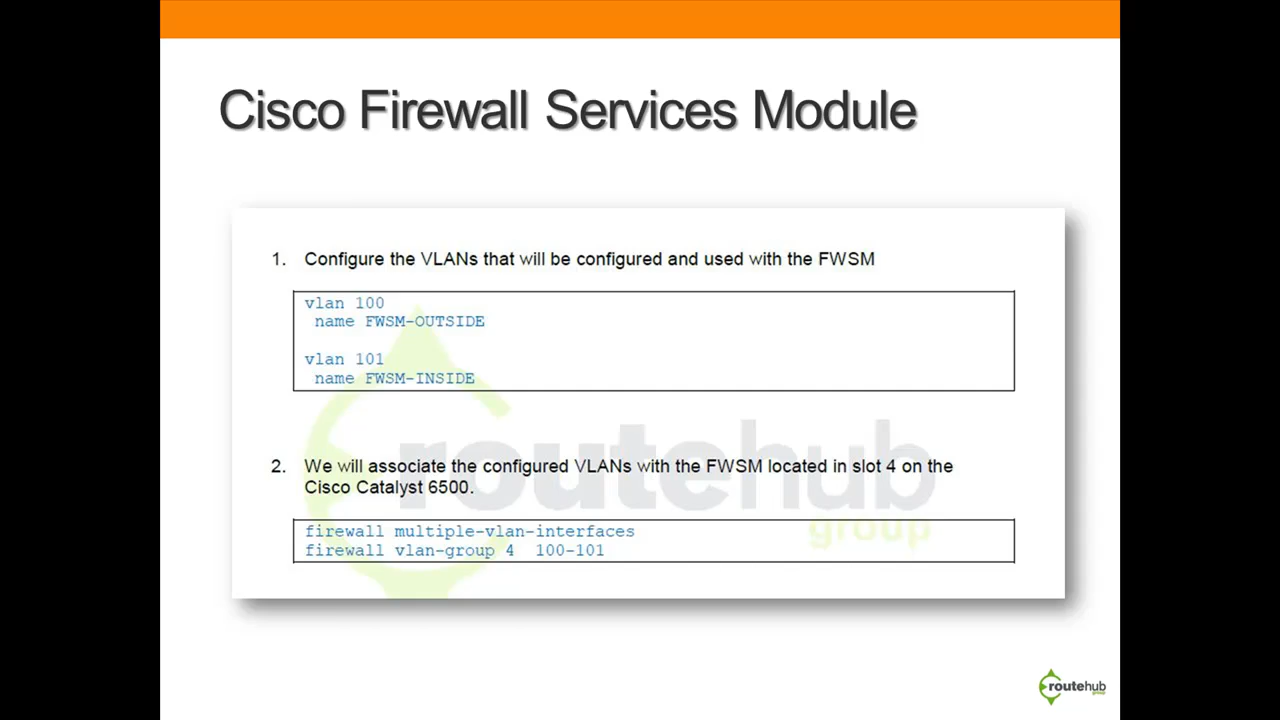 Cisco Firewall Services Module
1. Configure the VLANs that will be configured and used with the FWSM
vlan 100
name FWSM-OUTSIDE
vlan 101
name FWSM-INSIDE
2. We will associate the configured VLANs with the FWSM located in slot 4 on the
Cisco Catalyst 6500.
firewall multiple-vlan-interfaces
firewall vlan-group 4 100-101
routehub
group
routehub
group